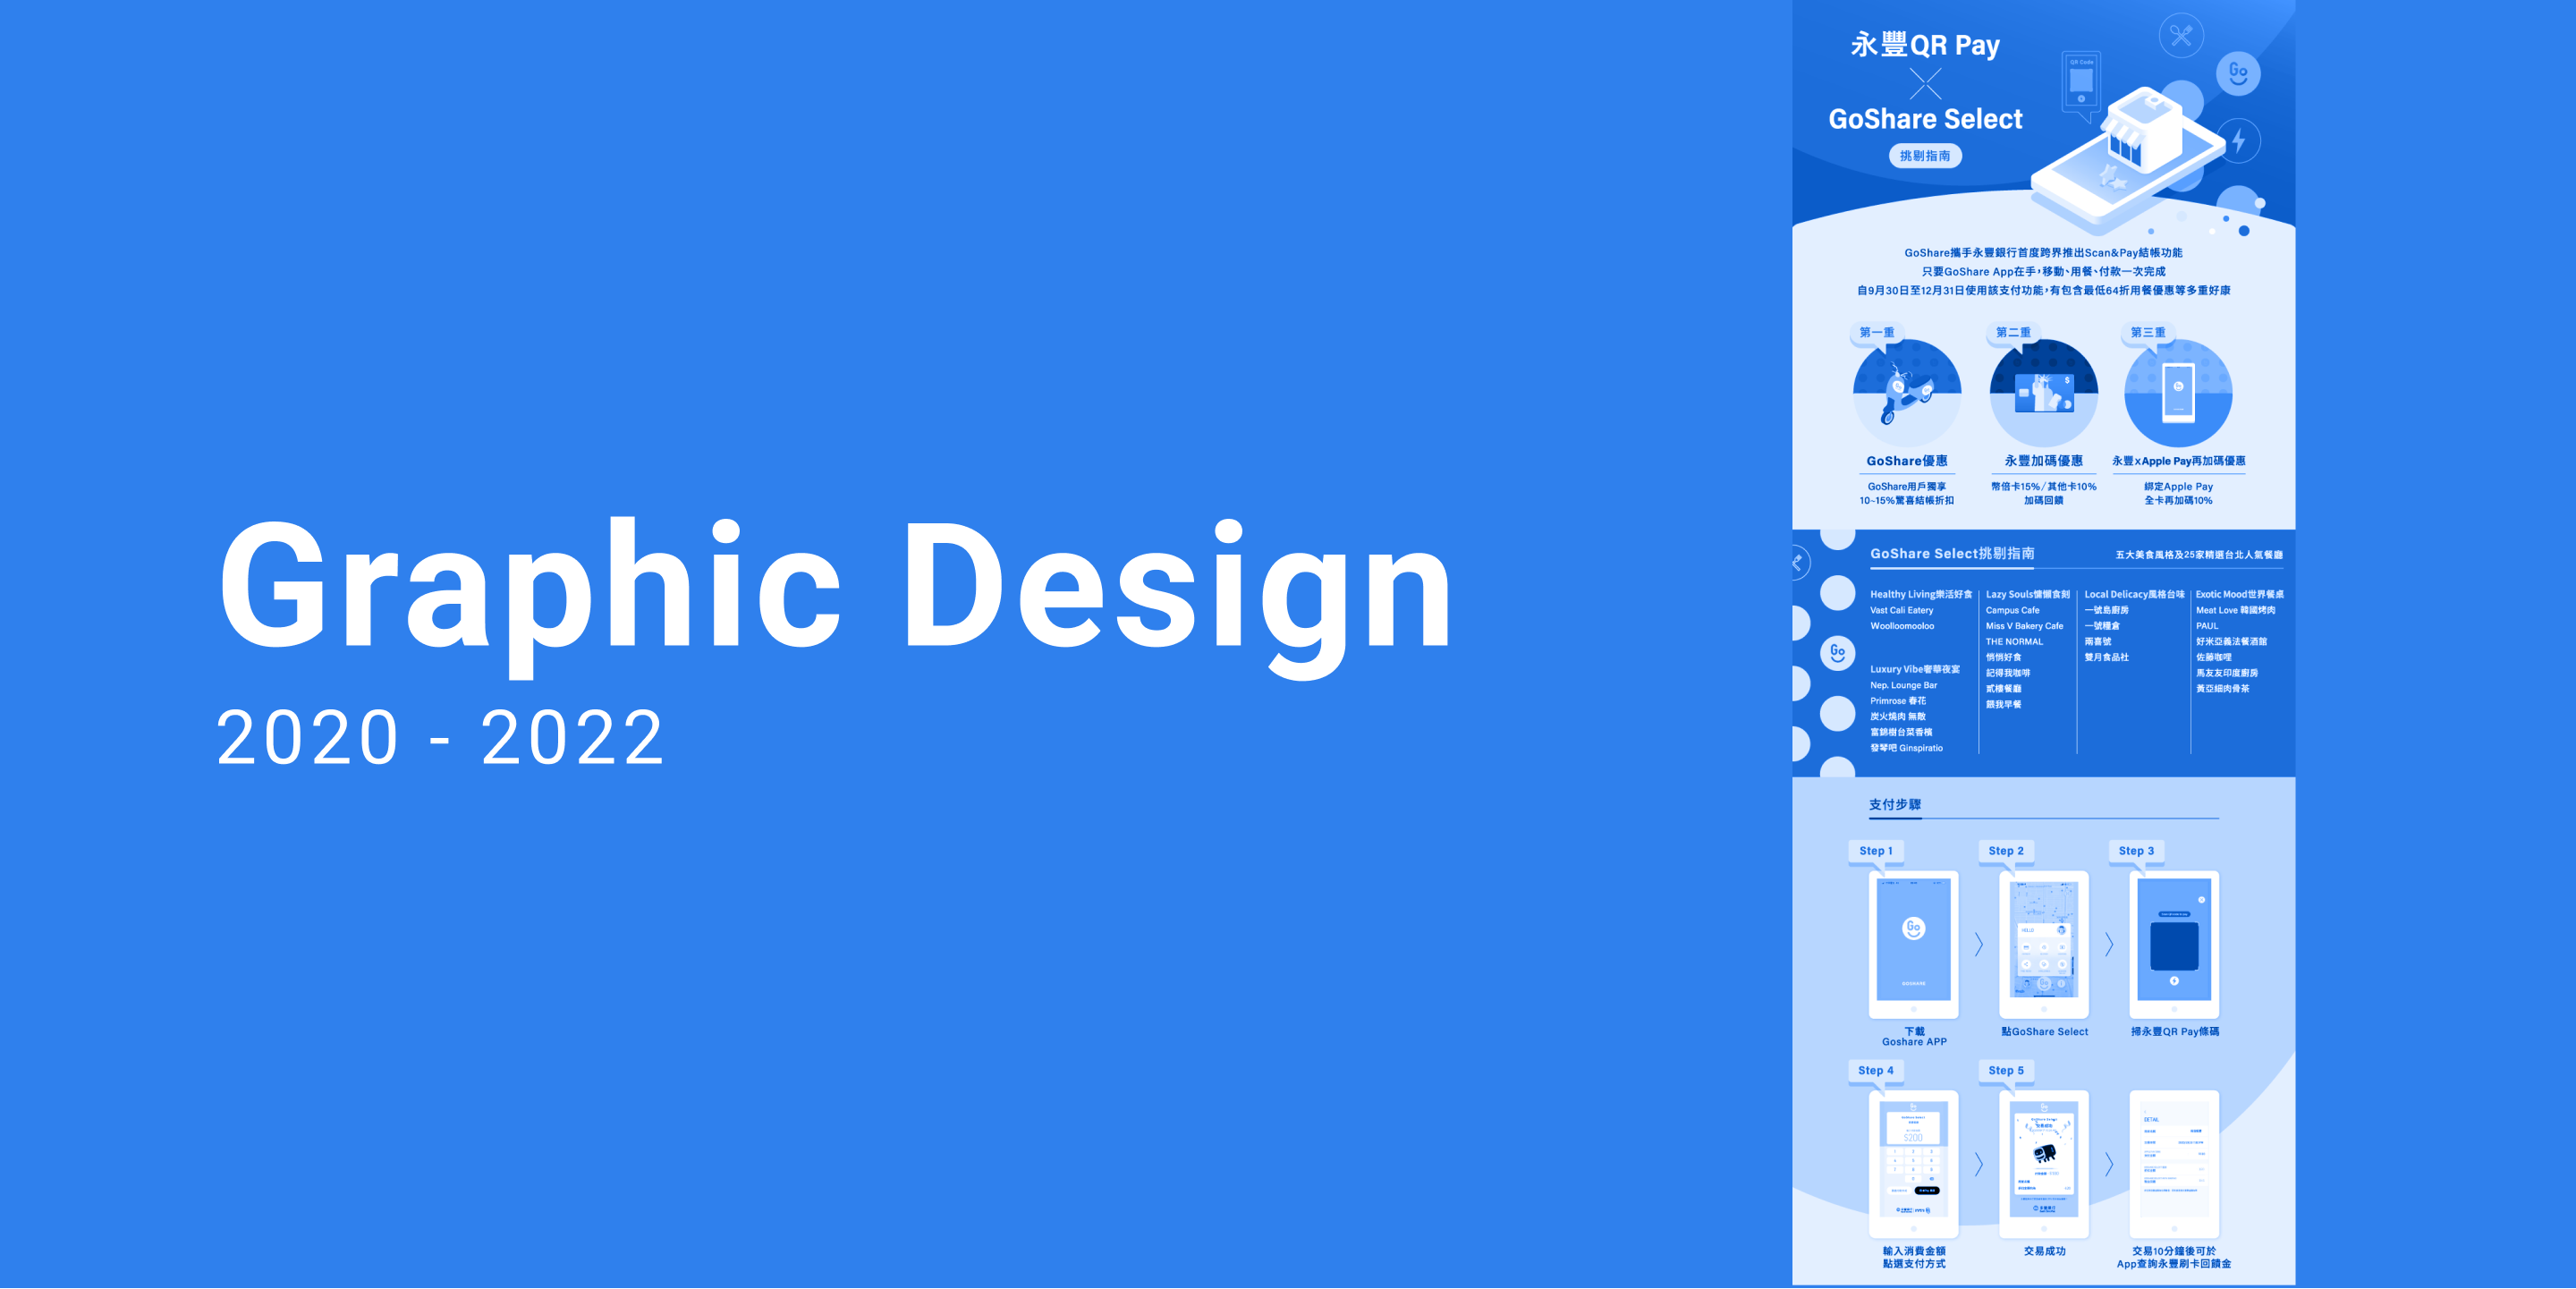 Graphic Design
2020 - 2022
永豐QR Pay
GoShare Select
挑剔指南
QR Code
Go
GoShare攜手永豐銀行首度跨界推出Scan&Pay結帳功能
只要GoShare App在手，移動、用餐、付款一次完成
自9月30日至12月31日使用該支付功能，有包含最低64折用餐優惠等多重好康
第一重
第二重
第三重
GoShare優惠
GoShare用戶獨享
10~15%驚喜結帳折扣
永豐加碼優惠
幣倍卡15%/其他卡10%
加碼回饋
永豐xApple Pay再加碼優惠
綁定Apple Pay
全卡再加碼10%
GoShare Select挑剔指南
五大美食風格及25家精選台北人氣餐廳
Go
Healthy Living樂活好食
Vast Cali Eatery
Woolloomooloo
Luxury Vibe奢華夜宴
Nep. Lounge Bar
Primrose 春花
炭火燒肉 無敵
富錦樹台菜香檳
發琴吧 Ginspiratio
Lazy Souls慵懶食刻
Campus Cafe
Miss V Bakery Cafe
THE NORMAL
悄悄好食
記得我咖啡
貳樓餐廳
餵我早餐
Local Delicacy風格台味
一號島廚房
一號糧倉
兩喜號
雙月食品社
Exotic Mood世界餐桌
Meat Love 韓國烤肉
PAUL
好米亞義法餐酒館
佐藤咖哩
馬友友印度廚房
黃亞細肉骨茶
支付步驟
Step 1
Go
GOSHARE
下載
Goshare APP
Step 2
HELLO
點GoShare Select
Step 3
掃永豐QR Pay條碼
Step 4
$200
輸入消費金額
點選支付方式
Step 5
交易成功
DETAIL
交易10分鐘後可於
App查詢永豐刷卡回饋金